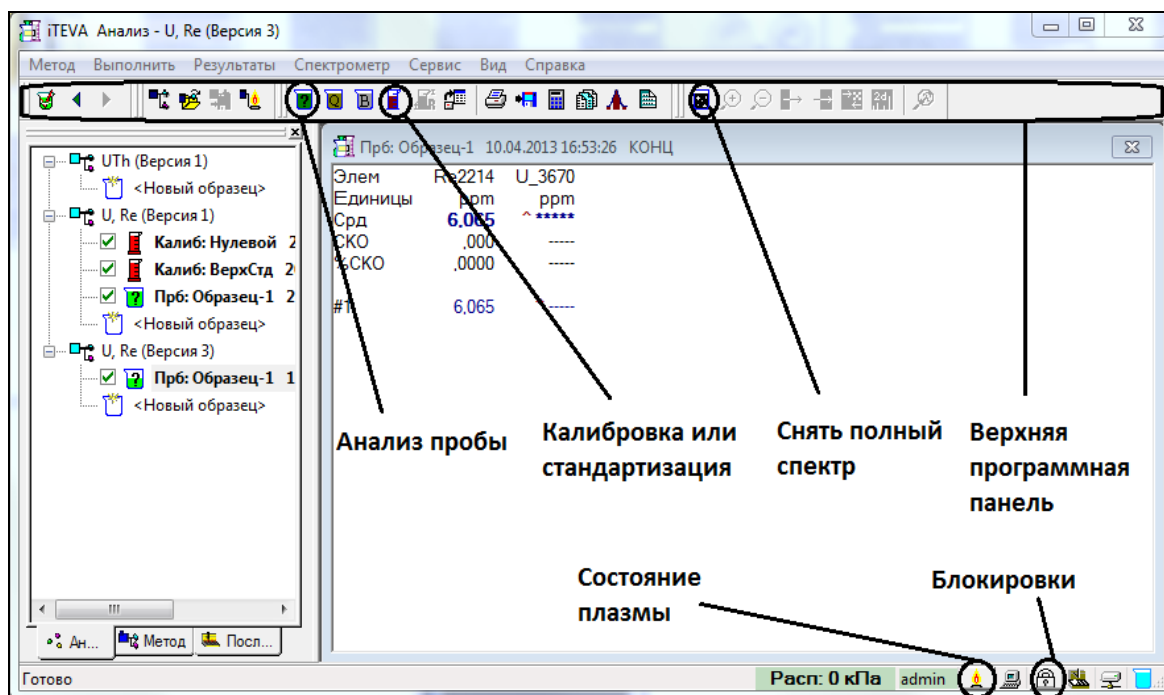 iTEVA Анализ - U, Re (Версия 3)
Метод Выполнить Результаты Спектрометр Сервис Вид Справка
UTh (Версия 1)
<Новый образец>
U, Re (Версия 1)
Калиб: Нулевой 2
Калиб: ВерхСтд 2
Прб: Образец-1 2
<Новый образец>
U, Re (Версия 3)
Прб: Образец-1 1
<Новый образец>
Ан... Метод Посл...
Прб: Образец-1 10.04.2013 16:53:26 КОНЦ
Элем Re2214 U_3670
Единицы ppm ppm
Срд 6,065 ^ *****
СКО ,000 -----
%СКО ,0000 -----
#1 6,065 ^ -----
Анализ пробы
Калибровка или
стандартизация
Снять полный
спектр
Верхняя
программная
панель
Состояние
плазмы
Блокировки
Готово
Расп: 0 кПа admin